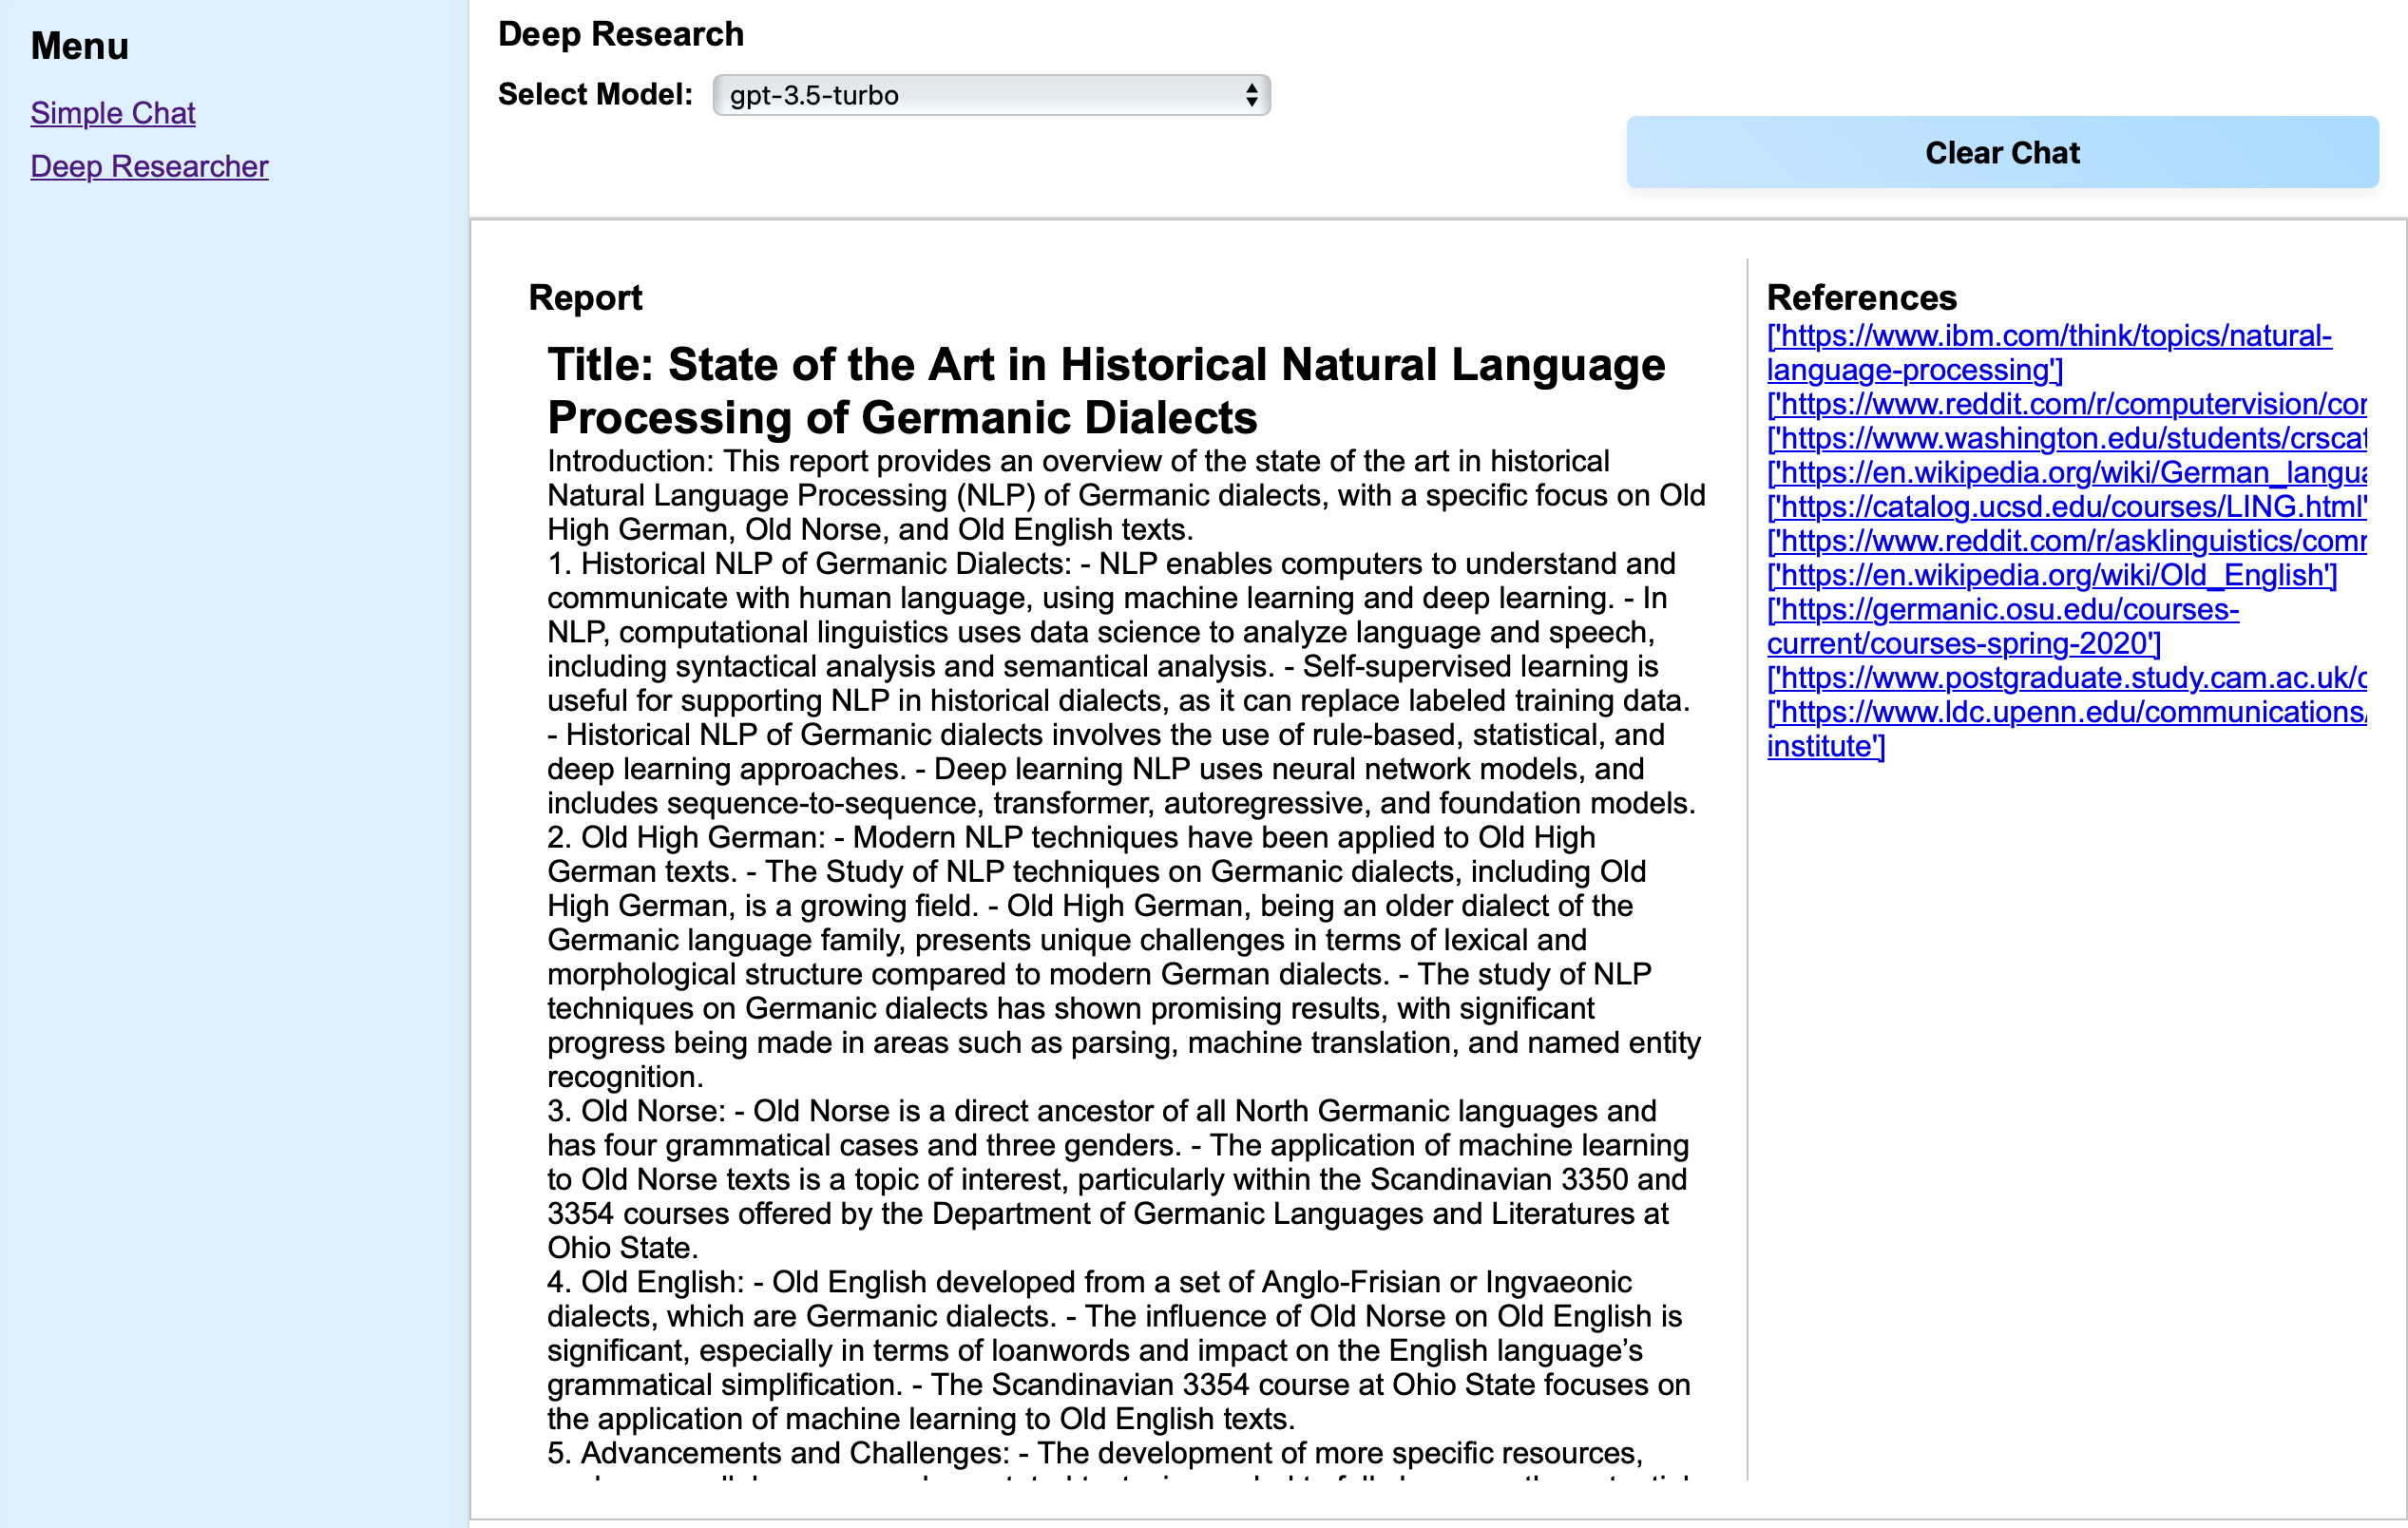 Menu
Simple Chat
Deep Researcher
Deep Research
Select Model: gpt-3.5-turbo
Clear Chat
Report
Title: State of the Art in Historical Natural Language
Processing of Germanic Dialects
Introduction: This report provides an overview of the state of the art in historical
Natural Language Processing (NLP) of Germanic dialects, with a specific focus on Old
High German, Old Norse, and Old English texts.
1. Historical NLP of Germanic Dialects: - NLP enables computers to understand and
communicate with human language, using machine learning and deep learning. - In
NLP, computational linguistics uses data science to analyze language and speech,
including syntactical analysis and semantical analysis. - Self-supervised learning is
useful for supporting NLP in historical dialects, as it can replace labeled training data.
- Historical NLP of Germanic dialects involves the use of rule-based, statistical, and
deep learning approaches. - Deep learning NLP uses neural network models, and
includes sequence-to-sequence, transformer, autoregressive, and foundation models.
2. Old High German: - Modern NLP techniques have been applied to Old High
German texts. - The Study of NLP techniques on Germanic dialects, including Old
High German, is a growing field. - Old High German, being an older dialect of the
Germanic language family, presents unique challenges in terms of lexical and
morphological structure compared to modern German dialects. - The study of NLP
techniques on Germanic dialects has shown promising results, with significant
progress being made in areas such as parsing, machine translation, and named entity
recognition.
3. Old Norse: - Old Norse is a direct ancestor of all North Germanic languages and
has four grammatical cases and three genders. - The application of machine learning
to Old Norse texts is a topic of interest, particularly within the Scandinavian 3350 and
3354 courses offered by the Department of Germanic Languages and Literatures at
Ohio State.
4. Old English: - Old English developed from a set of Anglo-Frisian or Ingvaeonic
dialects, which are Germanic dialects. - The influence of Old Norse on Old English is
significant, especially in terms of loanwords and impact on the English language’s
grammatical simplification. - The Scandinavian 3354 course at Ohio State focuses on
the application of machine learning to Old English texts.
5. Advancements and Challenges: - The development of more specific resources,
References
['https://www.ibm.com/think/topics/natural-
language-processing']
['https://www.reddit.com/r/computervision/cor
['https://www.washington.edu/students/crscat
['https://en.wikipedia.org/wiki/German_langua
['https://catalog.ucsd.edu/courses/LING.html'
['https://www.reddit.com/r/asklinguistics/comr
['https://en.wikipedia.org/wiki/Old_English']
['https://germanic.osu.edu/courses-
current/courses-spring-2020']
['https://www.postgraduate.study.cam.ac.uk/c
['https://www.ldc.upenn.edu/communications/
institute']